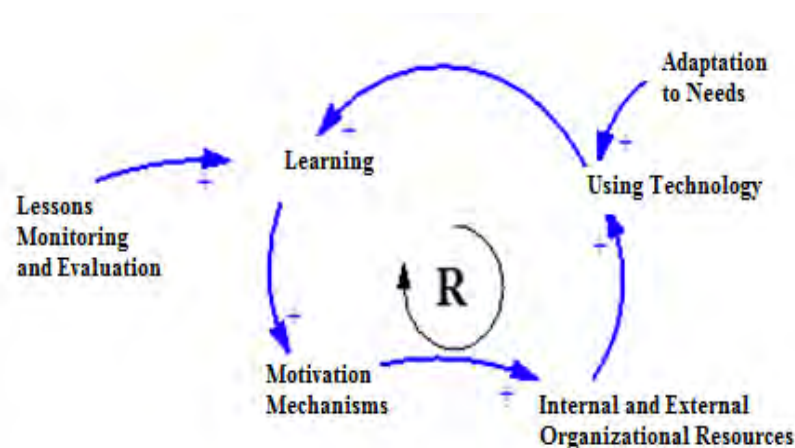 Adaptation
to Needs
Learning
Using Technology
Lessons
Monitoring
and Evaluation
R
Motivation
Mechanisms
Internal and External
Organizational Resources
+
+
+
+
+
+